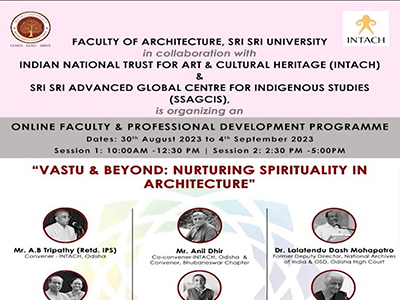 FACULTY OF ARCHITECTURE, SRI SRI UNIVERSITY
in collaboration with
INDIAN NATIONAL TRUST FOR ART & CULTURAL HERITAGE (INTACH)
&
SRI SRI ADVANCED GLOBAL CENTRE FOR INDIGENOUS STUDIES
(SSAGCIS),
is organizing an
INTACH
ONLINE FACULTY & PROFESSIONAL DEVELOPMENT PROGRAMME
Dates: 30th August 2023 to 4th September 2023
Session 1: 10:00AM -12:30 PM | Session 2: 2:30 PM -5:00PM
“VASTU & BEYOND: NURTURING SPIRITUALITY IN
ARCHITECTURE”
Mr. A.B Tripathy (Retd. IPS)
Convener - INTACH, Odisha
Mr. Anil Dhir
Co-convener-INTACH, Odisha &
Convener, Bhubaneswar Chapter
Dr. Lalatendu Dash Mohapatro
Former Deputy Director, National Archives
of India & OSD, Odisha High Court